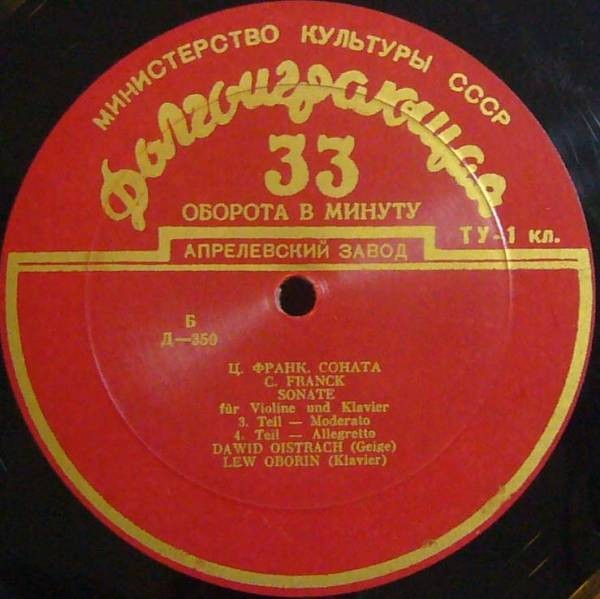 МИНИСТЕРСТВО КУЛЬТУРЫ СССР
Долгоиграющая
33
ОБОРОТА В МИНУТУ
ТУ-1 кл.
АПРЕЛЕВСКИЙ ЗАВОД
Б
Д—350
Ц. ФРАНК. СОНАТА
C. FRANCK
SONATE
für Violine und Klavier
3. Teil — Moderato
4. Teil — Allegretto
DAWID OISTRACH (Geige)
LEW OBORIN (Klavier)